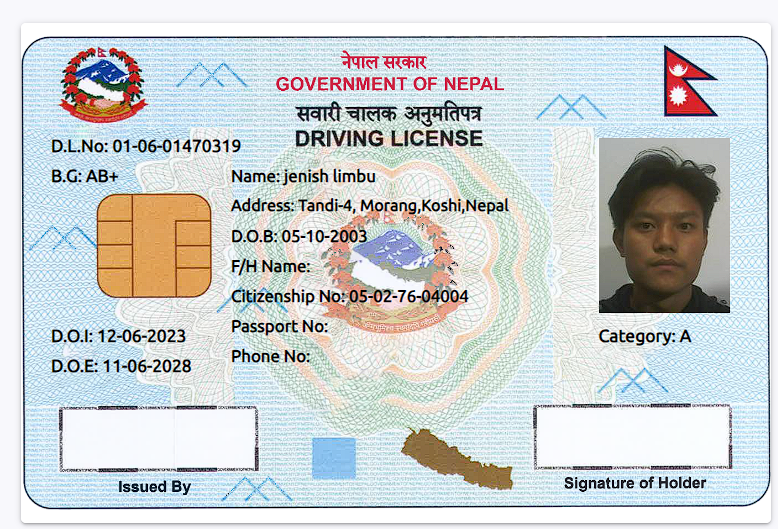 नेपाल सरकार
GOVERNMENT OF NEPAL
सवारी चालक अनुमतिपत्र
DRIVING LICENSE
D.L.No: 01-06-01470319
B.G: AB+
Name: jenish limbu
Address: Tandi-4, Morang,Koshi,Nepal
D.O.B: 05-10-2003
F/H Name:
Citizenship No: 05-02-76-04004
Passport No:
Phone No:
D.O.I: 12-06-2023
D.O.E: 11-06-2028
Category: A
Issued By
Signature of Holder